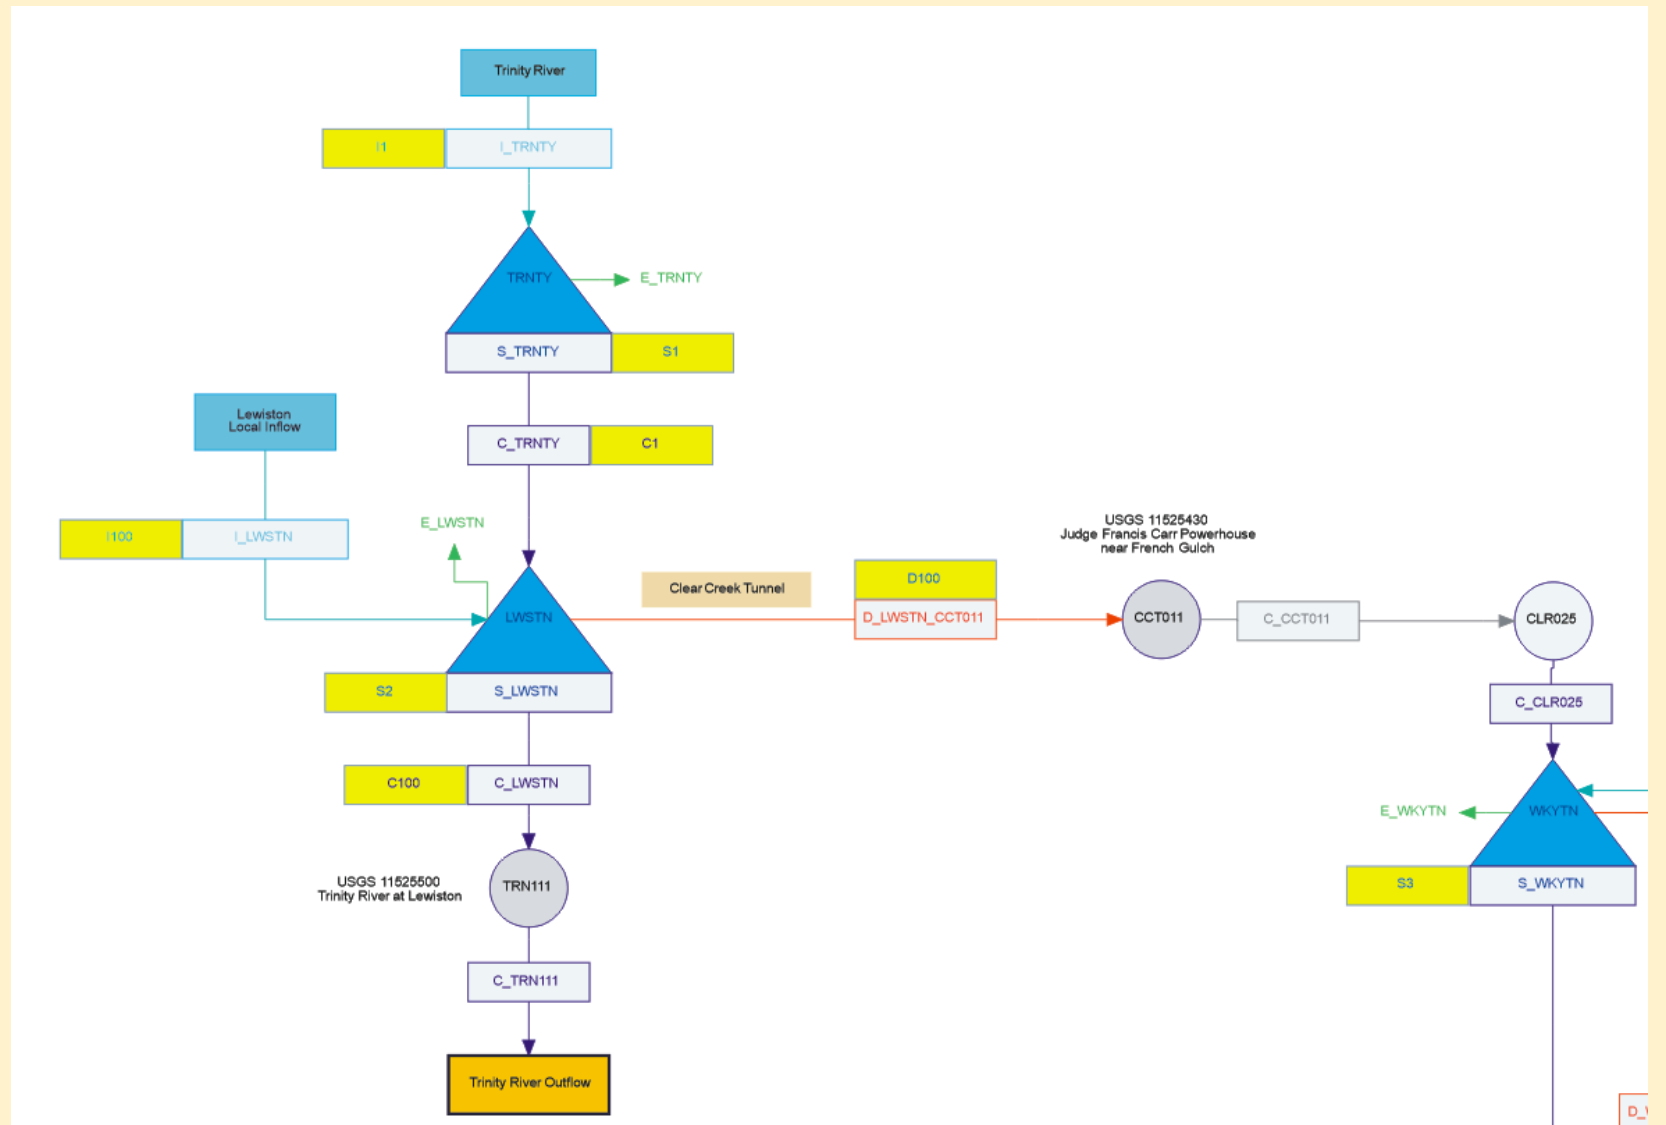 Trinity River
I1
I_TRNTY
TRNTY
E_TRNTY
S_TRNTY
S1
Lewiston
Local Inflow
C_TRNTY
C1
I100
I_LWSTN
E_LWSTN
LWSTN
Clear Creek Tunnel
D100
D_LWSTN_CCT011
USGS 11525430
Judge Francis Carr Powerhouse
near French Gulch
CCT011
C_CCT011
CLR025
S2
S_LWSTN
C_CLR025
C100
C_LWSTN
E_WKYTN
WKYTN
USGS 11525500
Trinity River at Lewiston
TRN111
S3
S_WKYTN
C_TRN111
Trinity River Outflow